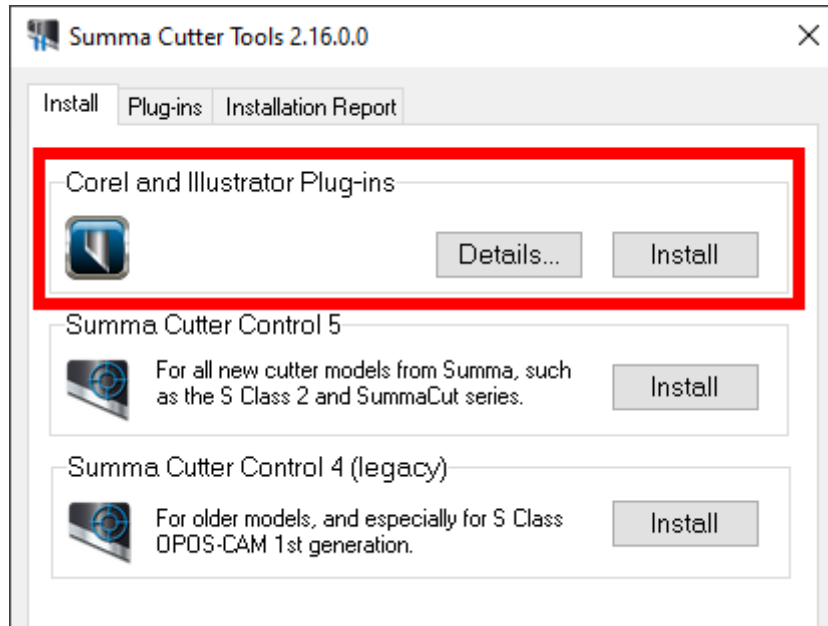 Summa Cutter Tools 2.16.0.0
Install Plug-ins Installation Report
Corel and Illustrator Plug-ins
Details... Install
Summa Cutter Control 5
For all new cutter models from Summa, such
as the S Class 2 and SummaCut series.
Install
Summa Cutter Control 4 (legacy)
For older models, and especially for S Class
OPOS-CAM 1st generation.
Install